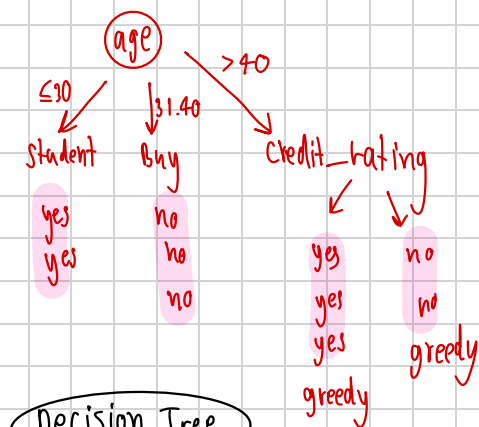 age
≤30
31.40
>40
student
Buy
credit_rating
yes
yes
no
no
no
yes
yes
yes
greedy
no
no
greedy
Decision Tree